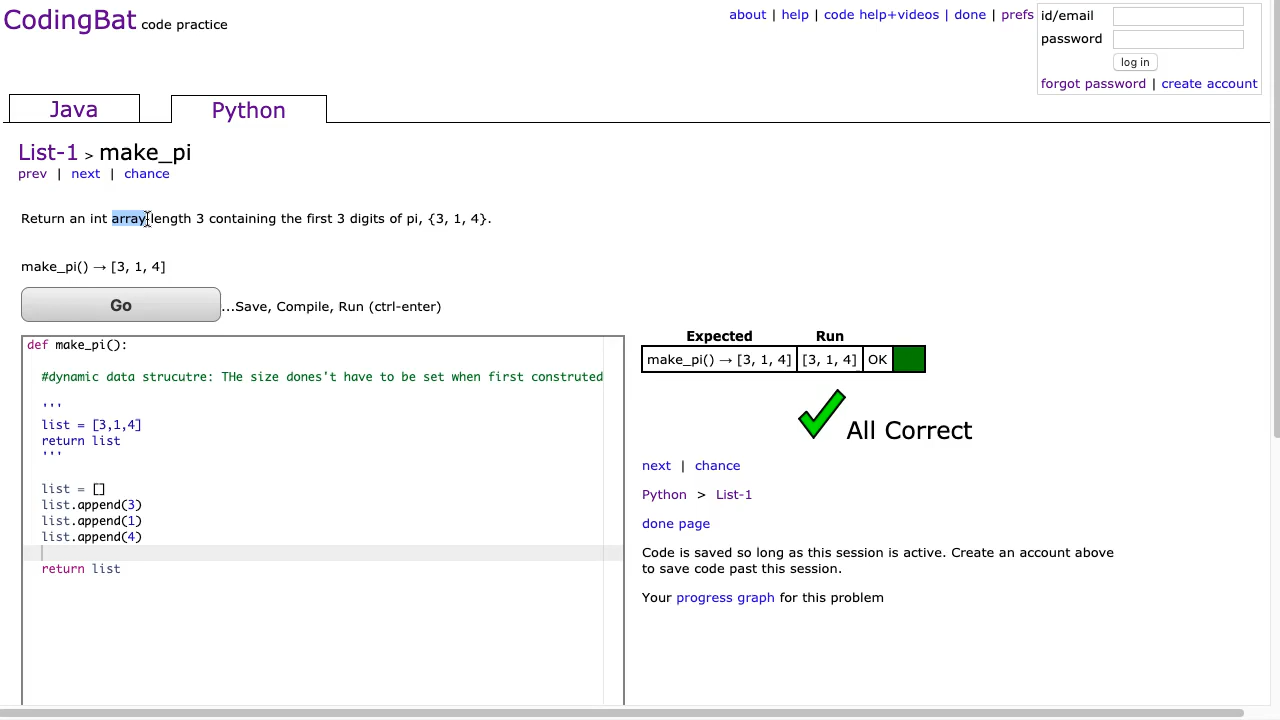 CodingBat code practice
about | help | code help+videos | done | prefs
id/email
password
log in
forgot password | create account
Java
Python
List-1 > make_pi
prev | next | chance
Return an int array length 3 containing the first 3 digits of pi, {3, 1, 4}.
make_pi() → [3, 1, 4]
Go
...Save, Compile, Run (ctrl-enter)
def make_pi():
#dynamic data strucutre: THe size dones't have to be set when first construted
'''
list = [3,1,4]
return list
'''
list = []
list.append(3)
list.append(1)
list.append(4)
return list
Expected Run
make_pi() → [3, 1, 4] [3, 1, 4] OK
All Correct
next | chance
Python > List-1
done page
Code is saved so long as this session is active. Create an account above
to save code past this session.
Your progress graph for this problem